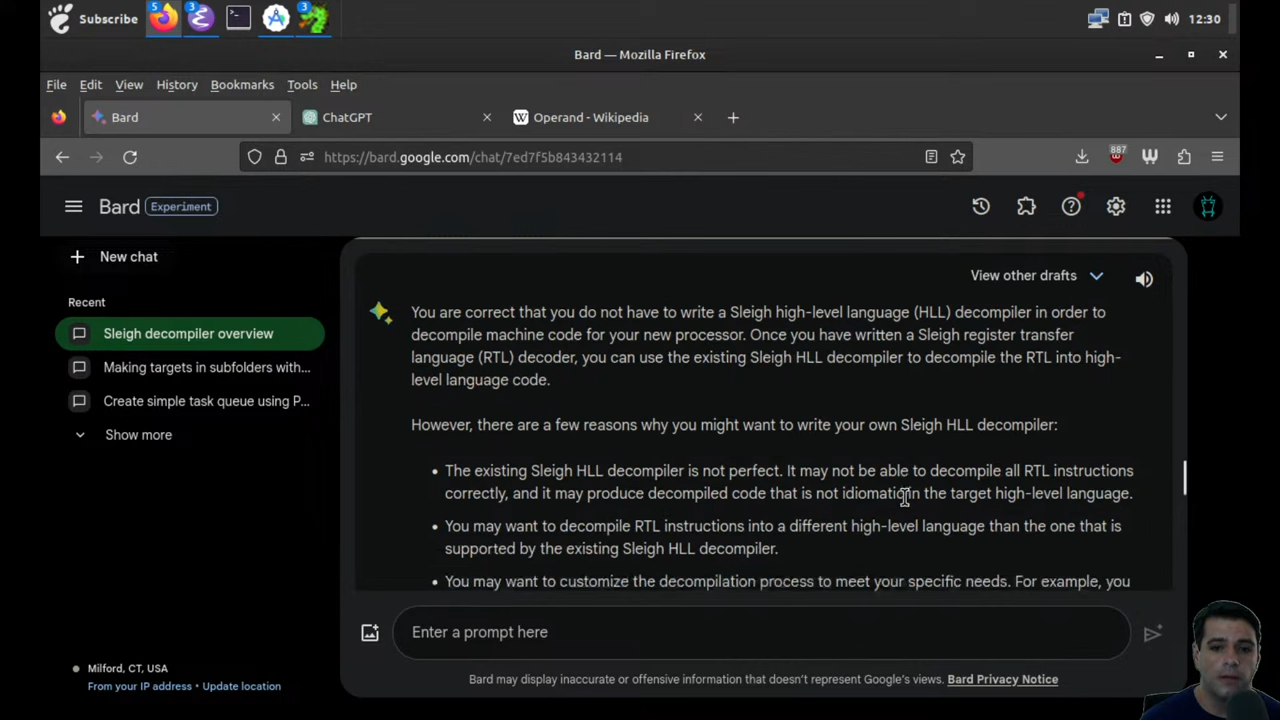 Subscribe 5 3 3 12:30
Bard — Mozilla Firefox
File Edit View History Bookmarks Tools Help
Bard ChatGPT W Operand - Wikipedia
https://bard.google.com/chat/7ed7f5b843432114 887
Bard Experiment
New chat
Recent
Sleigh decompiler overview
Making targets in subfolders with...
Create simple task queue using P...
Show more
View other drafts
You are correct that you do not have to write a Sleigh high-level language (HLL) decompiler in order to
decompile machine code for your new processor. Once you have written a Sleigh register transfer
language (RTL) decoder, you can use the existing Sleigh HLL decompiler to decompile the RTL into high-
level language code.
However, there are a few reasons why you might want to write your own Sleigh HLL decompiler:
• The existing Sleigh HLL decompiler is not perfect. It may not be able to decompile all RTL instructions
correctly, and it may produce decompiled code that is not idiomatic in the target high-level language.
• You may want to decompile RTL instructions into a different high-level language than the one that is
supported by the existing Sleigh HLL decompiler.
• You may want to customize the decompilation process to meet your specific needs. For example, you
Enter a prompt here
Milford, CT, USA
From your IP address • Update location
Bard may display inaccurate or offensive information that doesn't represent Google's views. Bard Privacy Notice